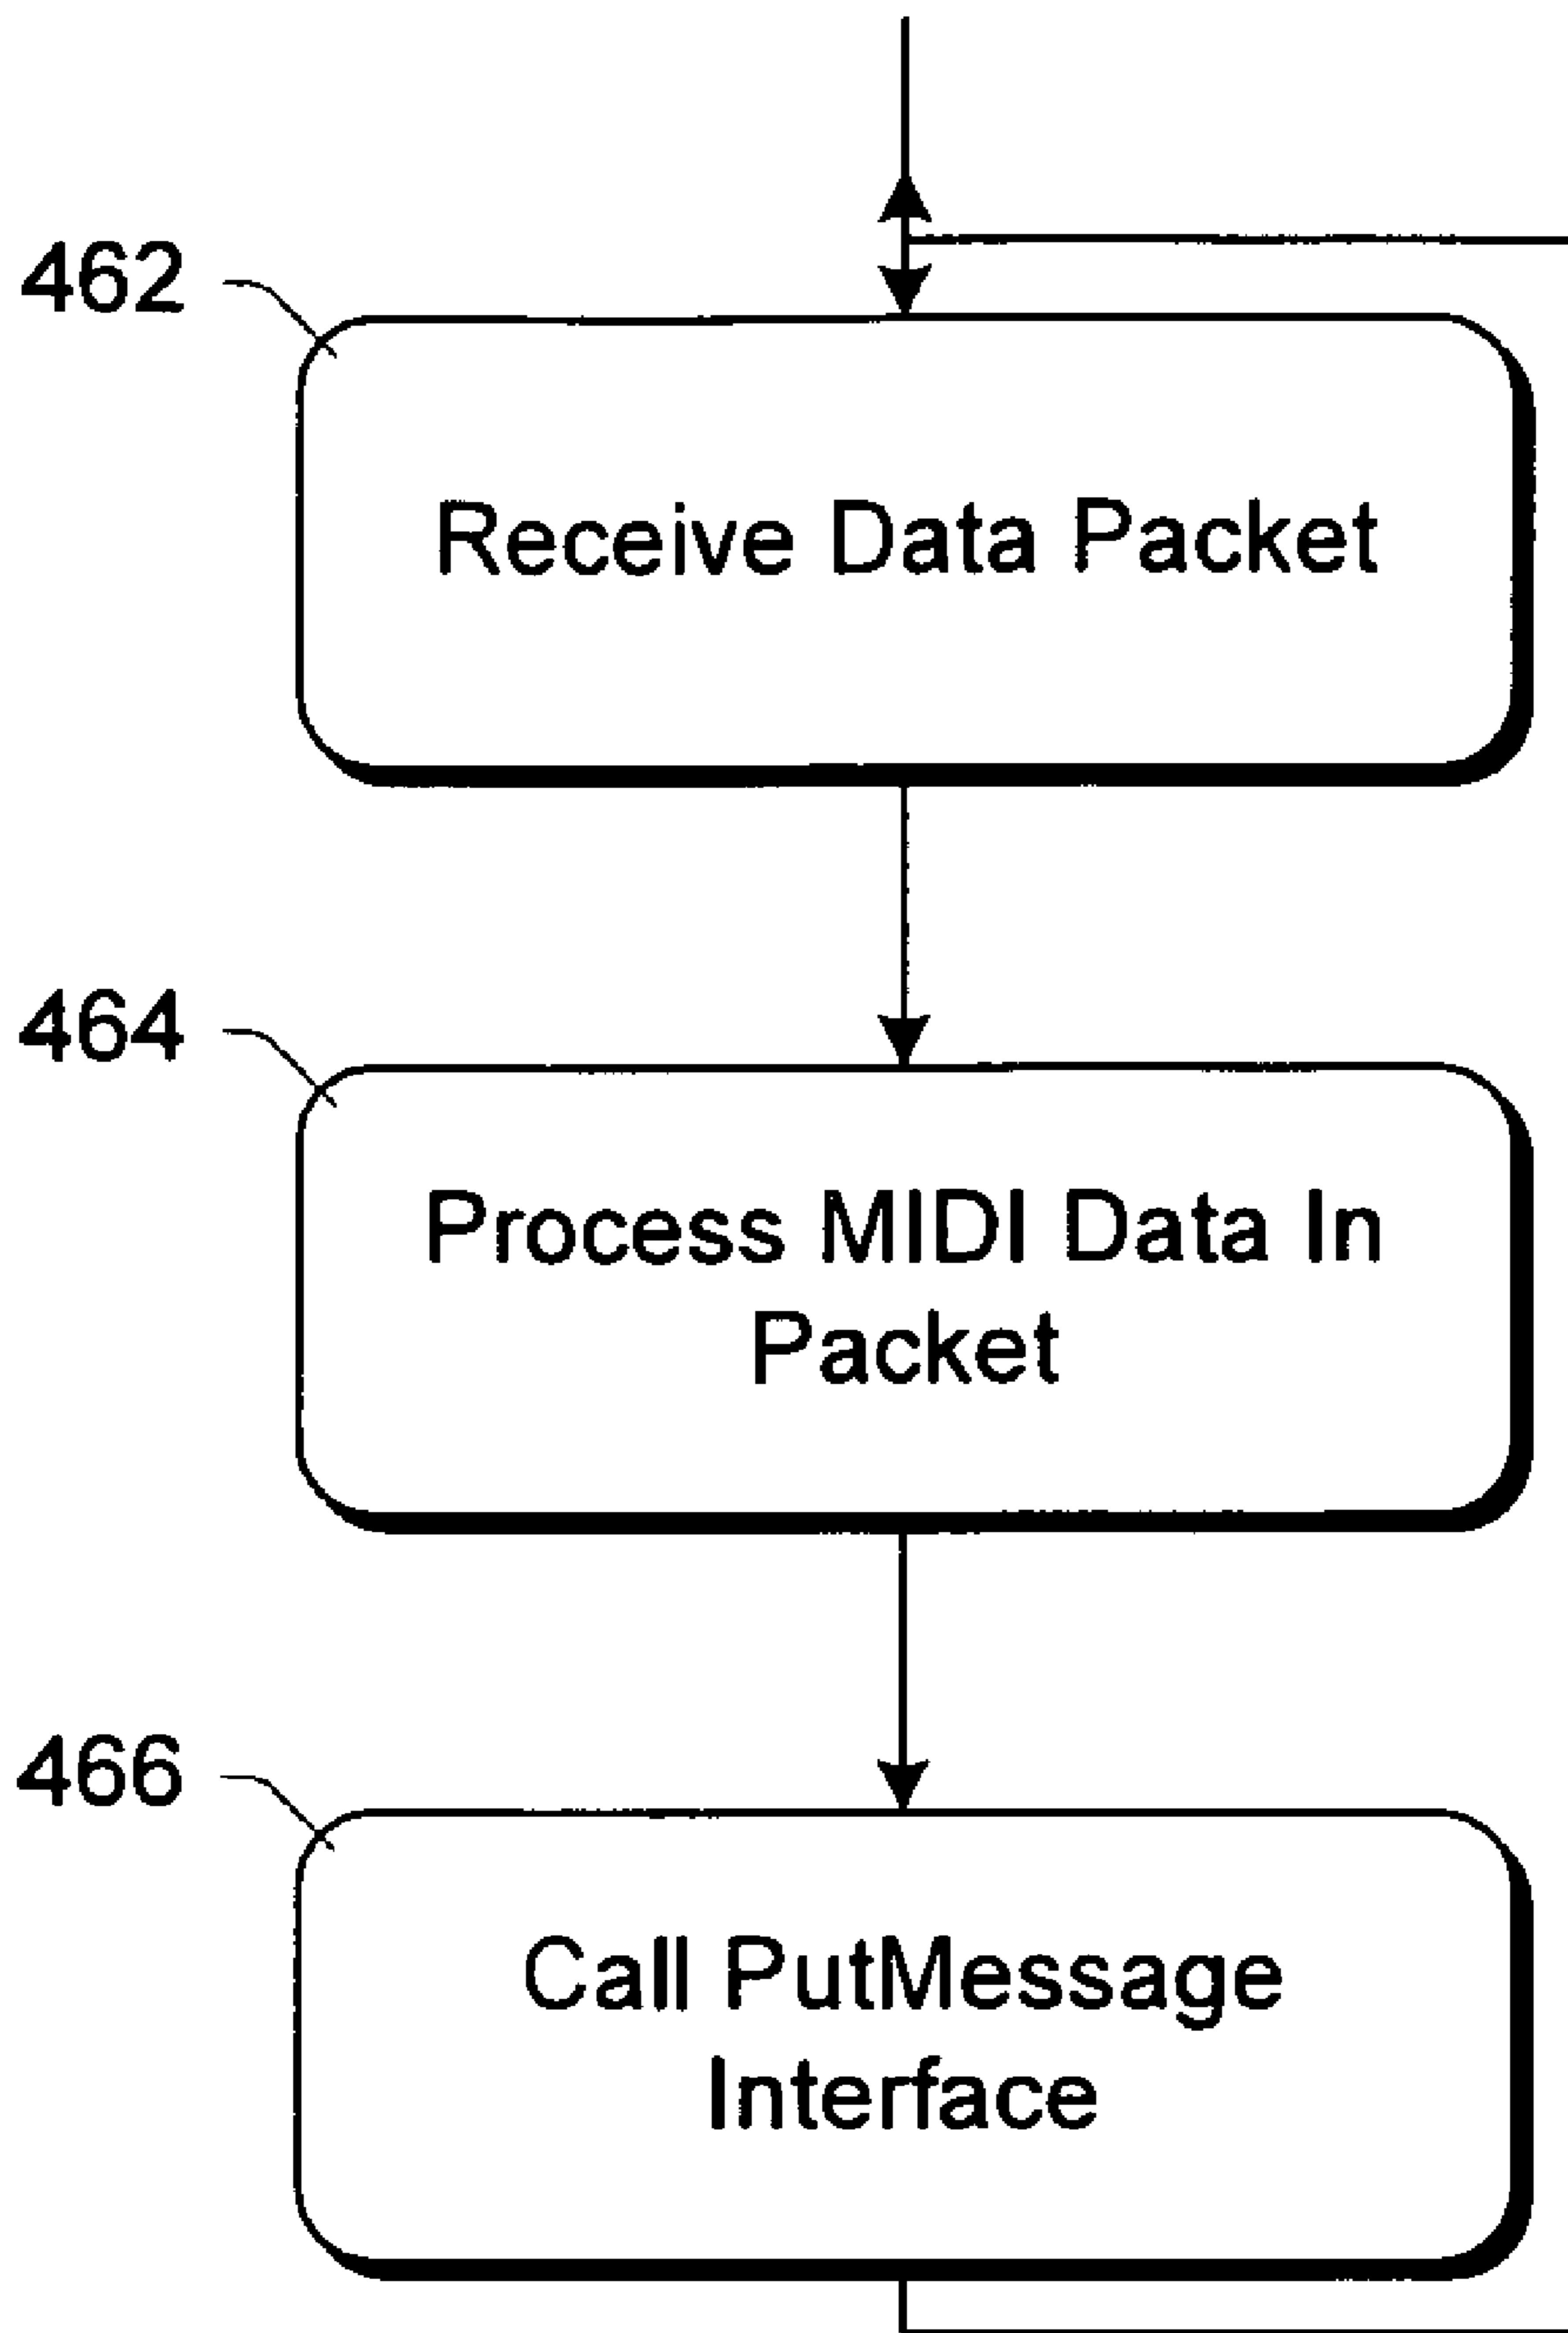 462
Receive Data Packet
464
Process MIDI Data In
Packet
466
Call PutMessage
Interface